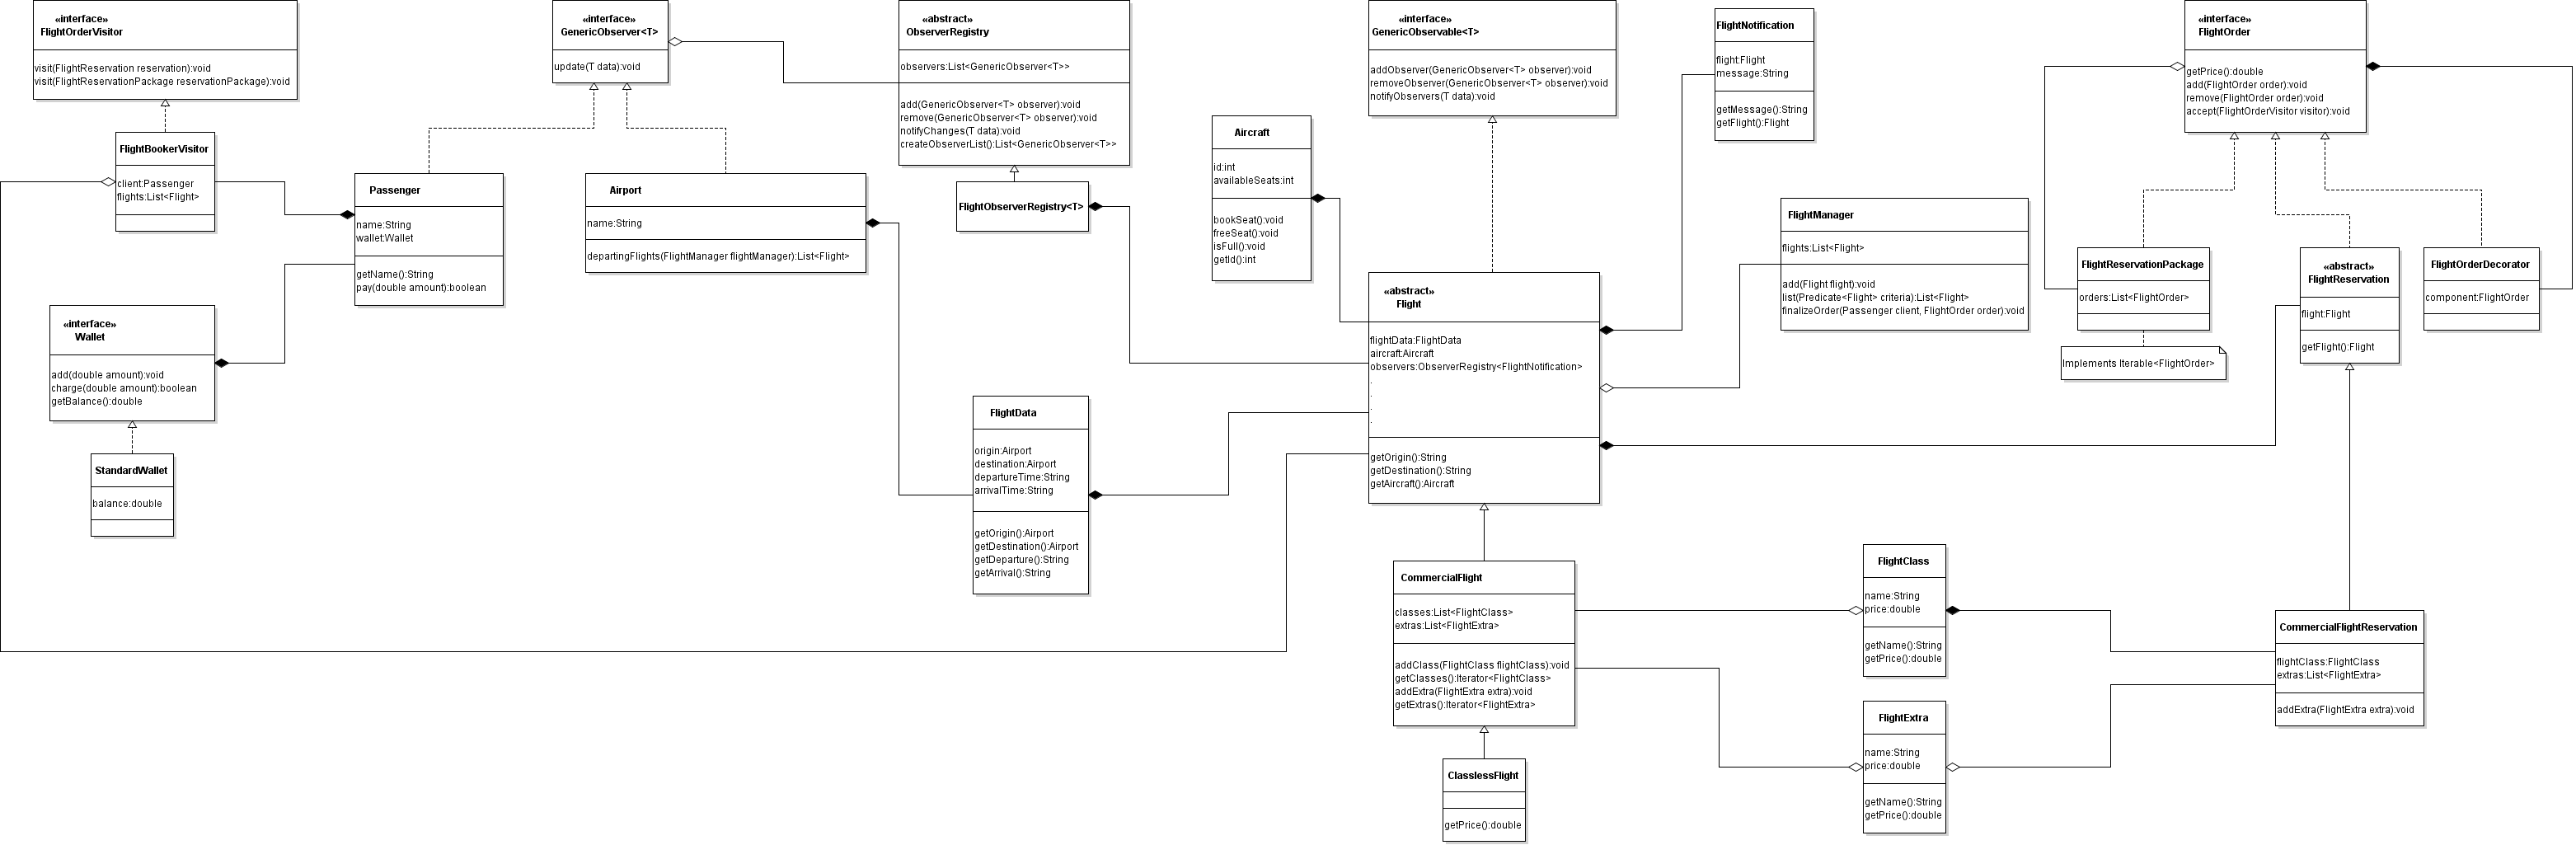 «interface»
FlightOrderVisitor
visit(FlightReservation reservation):void
visit(FlightReservationPackage reservationPackage):void
FlightBookerVisitor
client:Passenger
flights:List<Flight>
Passenger
name:String
wallet:Wallet
getName():String
pay(double amount):boolean
«interface»
Wallet
add(double amount):void
charge(double amount):boolean
getBalance():double
StandardWallet
balance:double
«interface»
GenericObserver<T>
update(T data):void
Airport
name:String
departingFlights(FlightManager flightManager):List<Flight>
«abstract»
ObserverRegistry
observers:List<GenericObserver<T>>
add(GenericObserver<T> observer):void
remove(GenericObserver<T> observer):void
notifyChanges(T data):void
createObserverList():List<GenericObserver<T>>
FlightObserverRegistry<T>
FlightData
origin:Airport
destination:Airport
departureTime:String
arrivalTime:String
getOrigin():Airport
getDestination():Airport
getDeparture():String
getArrival():String
Aircraft
id:int
availableSeats:int
bookSeat():void
freeSeat():void
isFull():void
getId():int
«interface»
GenericObservable<T>
addObserver(GenericObserver<T> observer):void
removeObserver(GenericObserver<T> observer):void
notifyObservers(T data):void
«abstract»
Flight
flightData:FlightData
aircraft:Aircraft
observers:ObserverRegistry<FlightNotification>
.
.
.
.
getOrigin():String
getDestination():String
getAircraft():Aircraft
CommercialFlight
classes:List<FlightClass>
extras:List<FlightExtra>
addClass(FlightClass flightClass):void
getClasses():Iterator<FlightClass>
addExtra(FlightExtra extra):void
getExtras():Iterator<FlightExtra>
ClasslessFlight
getPrice():double
FlightNotification
flight:Flight
message:String
getMessage():String
getFlight():Flight
FlightManager
flights:List<Flight>
add(Flight flight):void
list(Predicate<Flight> criteria):List<Flight>
finalizeOrder(Passenger client, FlightOrder order):void
FlightClass
name:String
price:double
getName():String
getPrice():double
FlightExtra
name:String
price:double
getName():String
getPrice():double
«interface»
FlightOrder
getPrice():double
add(FlightOrder order):void
remove(FlightOrder order):void
accept(FlightOrderVisitor visitor):void
FlightReservationPackage
orders:List<FlightOrder>
Implements Iterable<FlightOrder>
«abstract»
FlightReservation
flight:Flight
getFlight():Flight
FlightOrderDecorator
component:FlightOrder
CommercialFlightReservation
flightClass:FlightClass
extras:List<FlightExtra>
addExtra(FlightExtra extra):void